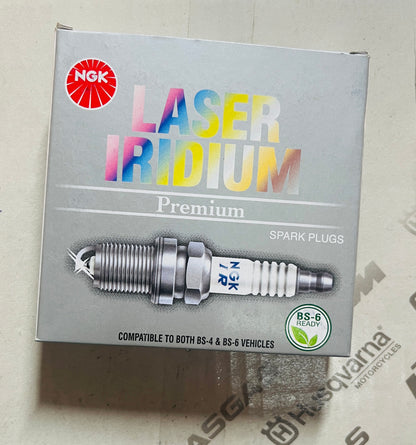 NGK
LASER
IRIDIUM
Premium
SPARK PLUGS
NGK
IR
BS-6
READY
COMPATIBLE TO BOTH BS-4 & BS-6 VEHICLES
GASGAS
Husqvarna
MOTORCYCLES